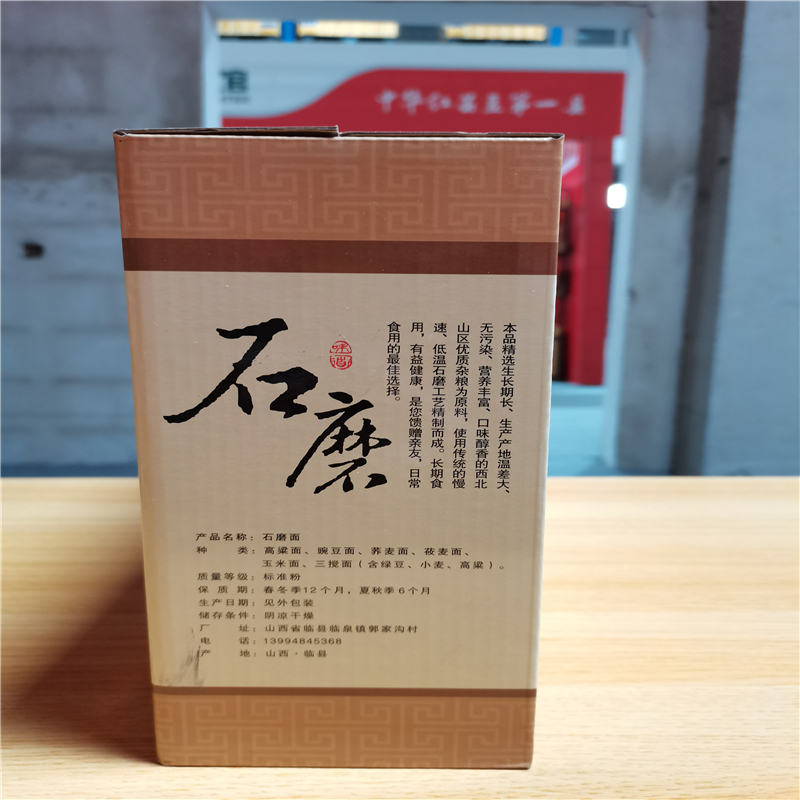 中华红枣王第一县
石磨
味道
本品精选生长期长、生产产地温差大、
无污染、营养丰富、口味醇香的西北
山区优质杂粮为原料，使用传统的慢
速、低温石磨工艺精制而成。长期食
用，有益健康，是您馈赠亲友，日常
食用的最佳选择。
产品名称：石磨面
种 类：高粱面、豌豆面、荞麦面、莜麦面、
玉米面、三搅面（含绿豆、小麦、高粱）。
质量等级：标准粉
保 质 期：春冬季12个月，夏秋季6个月
生产日期：见外包装
储存条件：阴凉干燥
厂 址：山西省临县临泉镇郭家沟村
电 话：13994845368
产 地：山西·临县